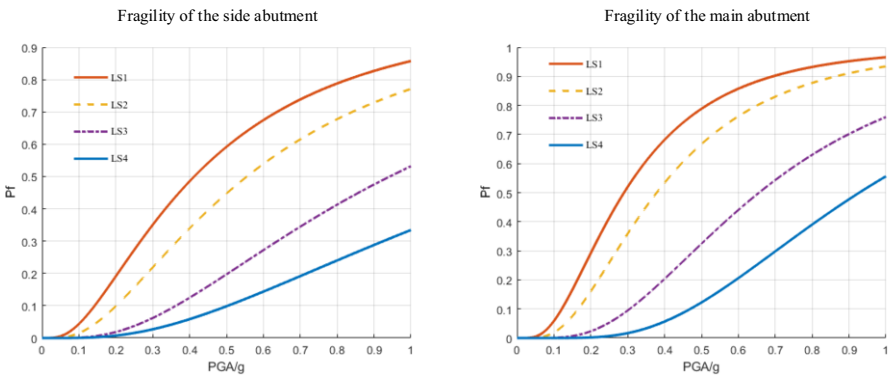 Fragility of the side abutment
0.9
0.8
0.7
0.6
0.5
0.4
0.3
0.2
0.1
0
Pf
LS1
LS2
LS3
LS4
0 0.1 0.2 0.3 0.4 0.5 0.6 0.7 0.8 0.9 1
PGA/g
Fragility of the main abutment
1
0.9
0.8
0.7
0.6
0.5
0.4
0.3
0.2
0.1
0
Pf
LS1
LS2
LS3
LS4
0 0.1 0.2 0.3 0.4 0.5 0.6 0.7 0.8 0.9 1
PGA/g